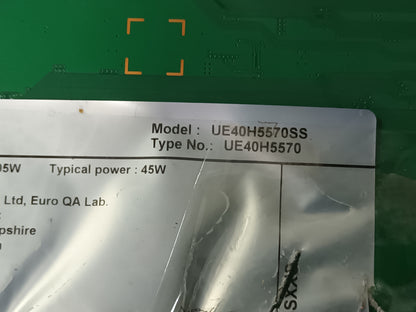 Model : UE40H5570SS
Type No.: UE40H5570
05W Typical power : 45W
Ltd, Euro QA Lab.
pshire